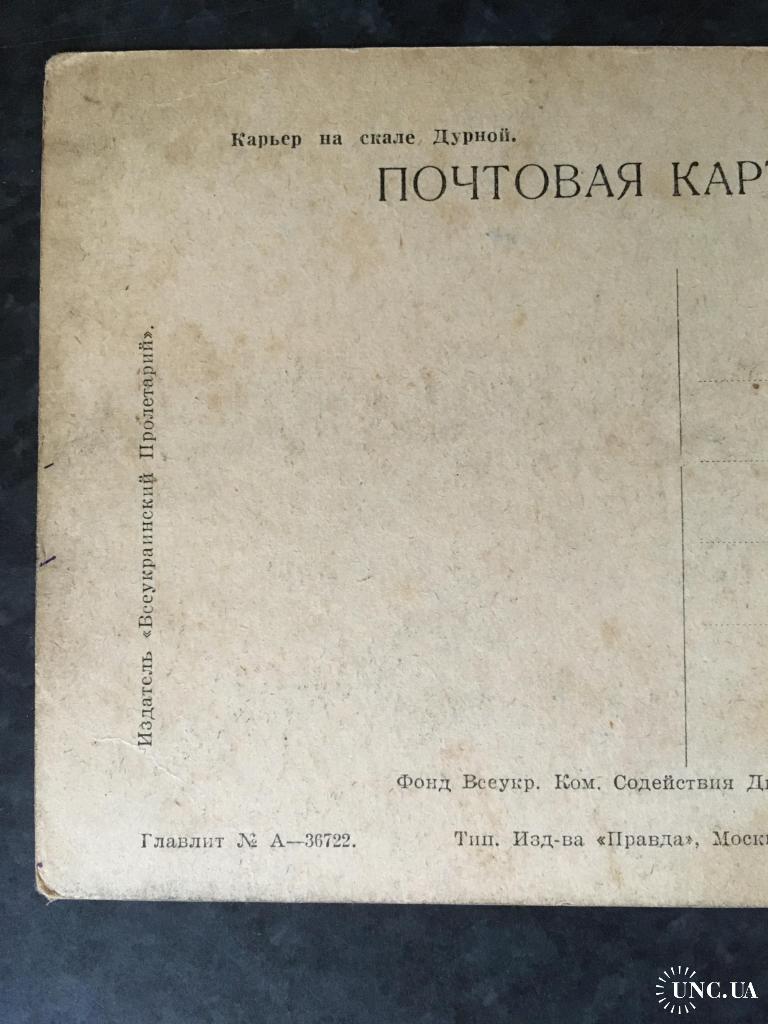 Карьер на скале Дурной.
ПОЧТОВАЯ КАР
Издатель «Всеукраинский Пролетарий».
Фонд Всеукр. Ком. Содействия
Главлит № А—36722.
Тип. Изд-ва «Правда», Моск
UNC.UA